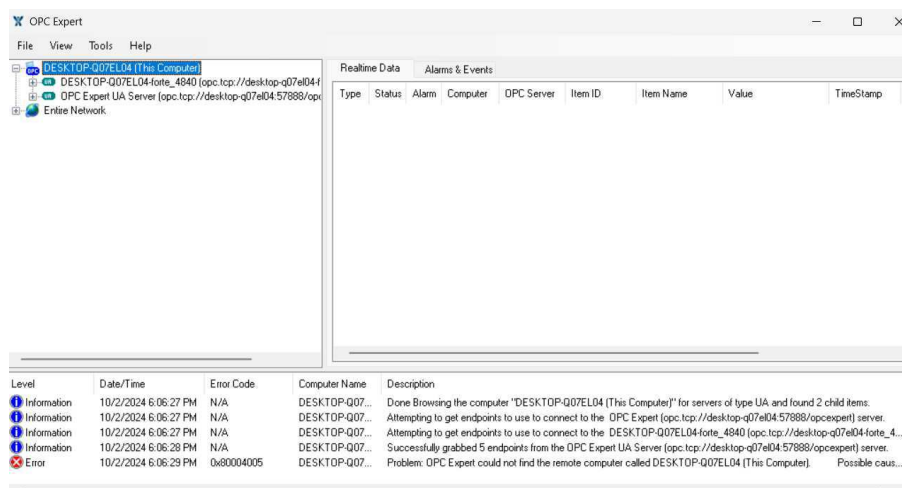 OPC Expert
File View Tools Help
DESKTOP-Q07EL04 (This Computer)
DESKTOP-Q07EL04-forte_4840 (opc.tcp://desktop-q07el04-f
OPC Expert UA Server (opc.tcp://desktop-q07el04:57888/opc
Entire Network
Realtime Data Alarms & Events
Type Status Alarm Computer OPC Server Item ID Item Name Value TimeStamp
Level Date/Time Error Code Computer Name Description
Information 10/2/2024 6:06:27 PM N/A DESKTOP-Q07... Done Browsing the computer "DESKTOP-Q07EL04 (This Computer)" for servers of type UA and found 2 child items.
Information 10/2/2024 6:06:27 PM N/A DESKTOP-Q07... Attempting to get endpoints to use to connect to the OPC Expert (opc.tcp://desktop-q07el04:57888/opcexpert) server.
Information 10/2/2024 6:06:27 PM N/A DESKTOP-Q07... Attempting to get endpoints to use to connect to the DESKTOP-Q07EL04-forte_4840 (opc.tcp://desktop-q07el04-forte_4...
Information 10/2/2024 6:06:28 PM N/A DESKTOP-Q07... Successfully grabbed 5 endpoints from the OPC Expert UA Server (opc.tcp://desktop-q07el04:57888/opcexpert) server.
Error 10/2/2024 6:06:29 PM 0x80004005 DESKTOP-Q07... Problem: OPC Expert could not find the remote computer called DESKTOP-Q07EL04 (This Computer). Possible caus...